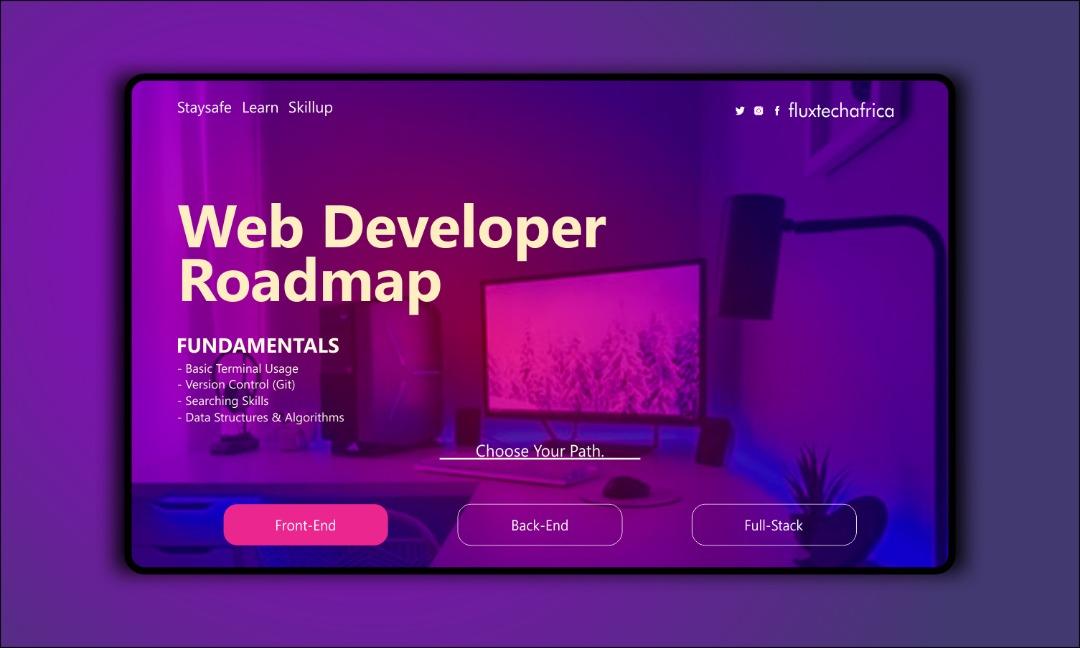 Staysafe Learn Skillup
fluxtechafrica
Web Developer
Roadmap
FUNDAMENTALS
- Basic Terminal Usage
- Version Control (Git)
- Searching Skills
- Data Structures & Algorithms
Choose Your Path.
Front-End
Back-End
Full-Stack